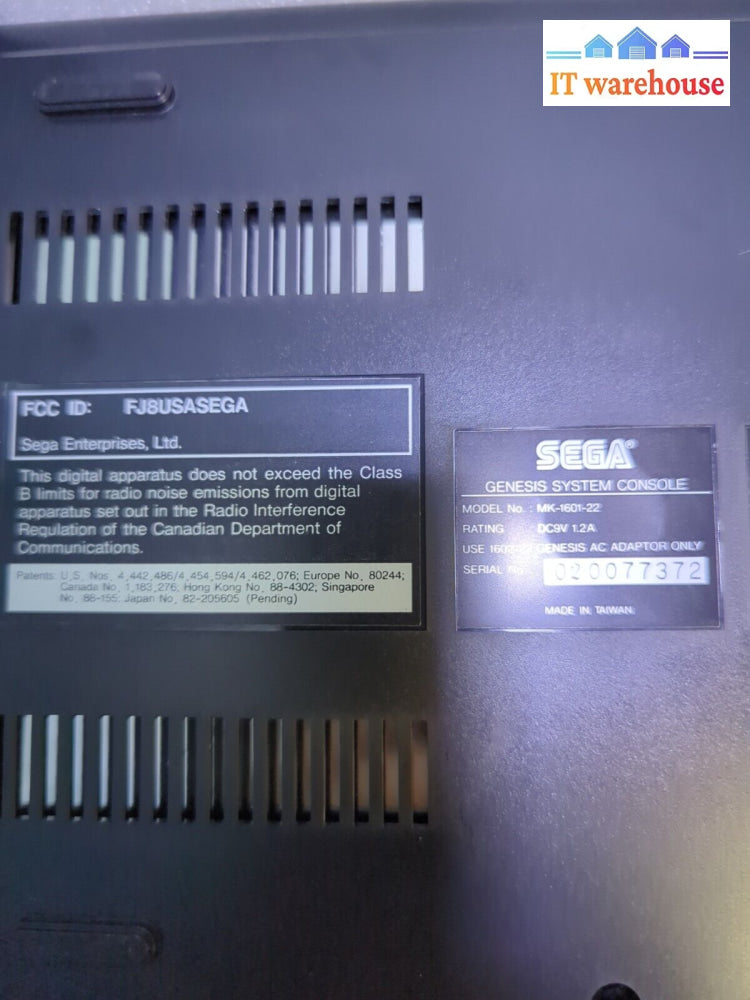 IT warehouse
FCC ID: FJ8USASEGA
Sega Enterprises, Ltd.
This digital apparatus does not exceed the Class
B limits for radio noise emissions from digital
apparatus set out in the Radio Interference
Regulation of the Canadian Department of
Communications.
Patents: U.S. Nos. 4,442,486/4,454,594/4,462,076; Europe No. 80244;
Canada No. 1,183,276; Hong Kong No. 88-4302; Singapore
No. 88-155; Japan No. 82-205605 (Pending)
SEGA®
GENESIS SYSTEM CONSOLE
MODEL No. : MK-1601-22
RATING DC9V 1.2A
USE GENESIS AC ADAPTOR ONLY
SERIAL No. 020077372
MADE IN TAIWAN